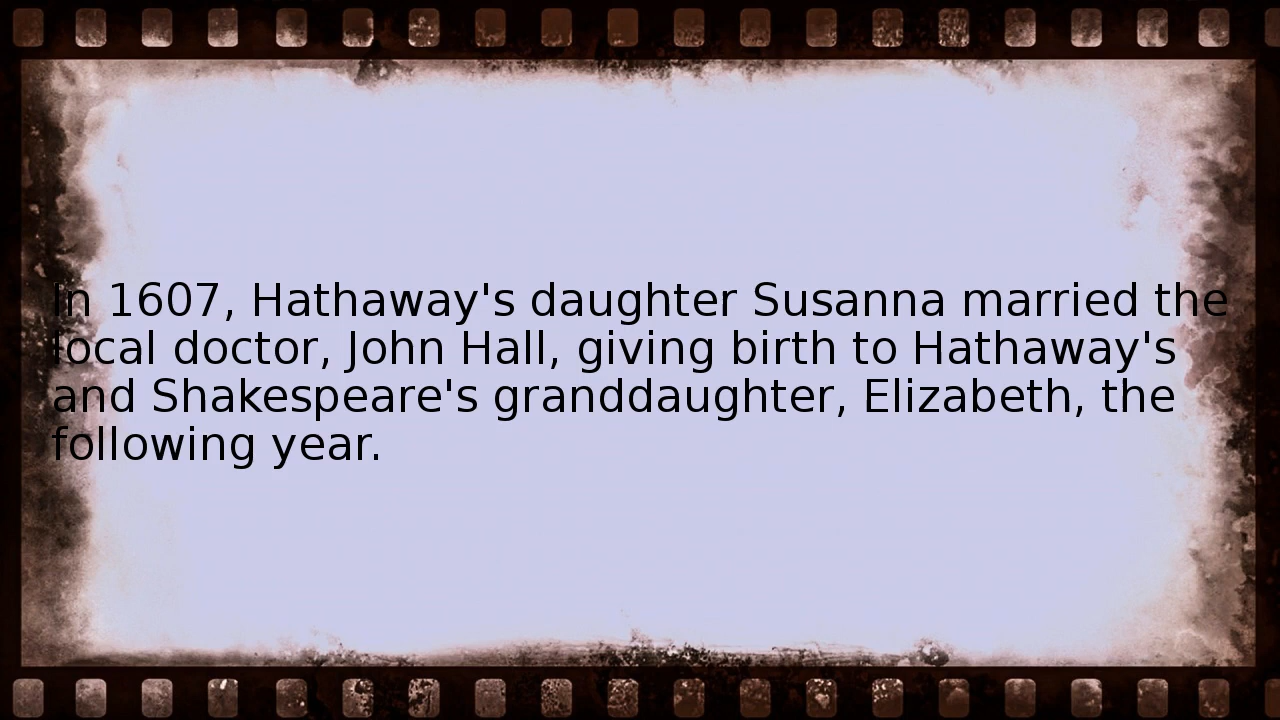 In 1607, Hathaway's daughter Susanna married the
local doctor, John Hall, giving birth to Hathaway's
and Shakespeare's granddaughter, Elizabeth, the
following year.